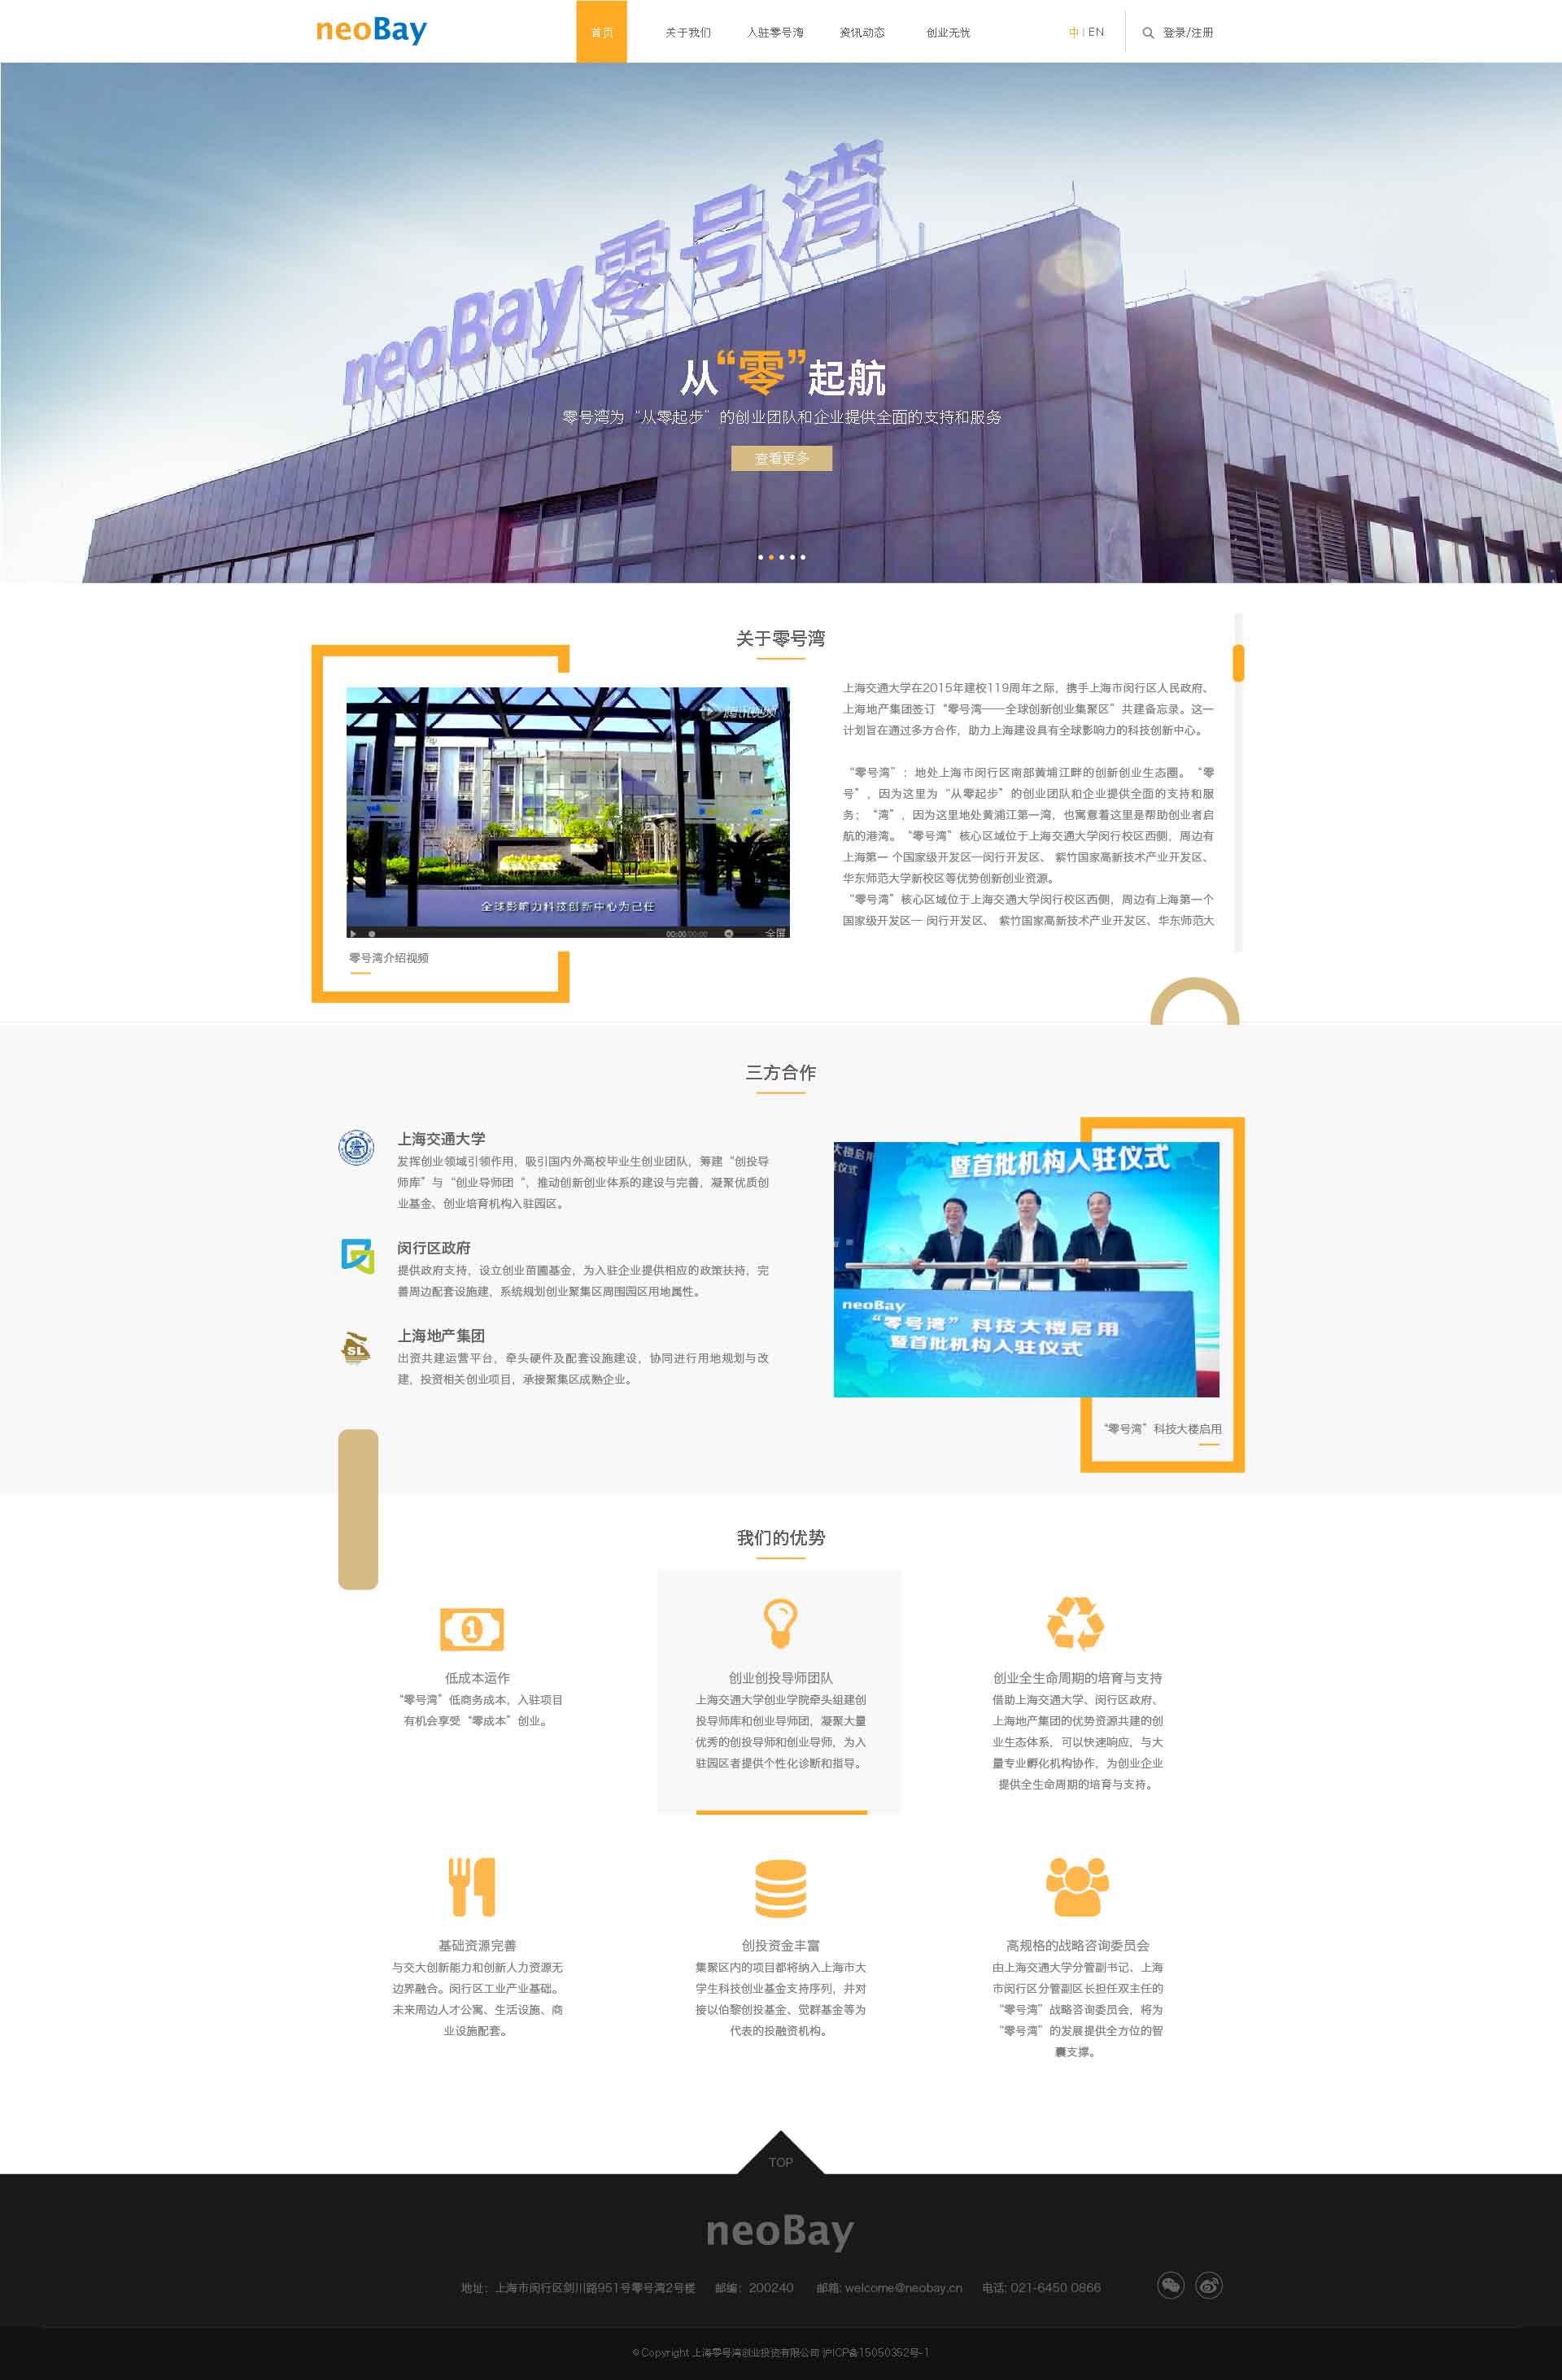 neoBay
首页
关于我们
入驻零号湾
资讯动态
创业无忧
中 | EN
登录/注册
neoBay零号湾
从“零”起航
零号湾为“从零起步”的创业团队和企业提供全面的支持和服务
查看更多
关于零号湾
腾讯视频
全球影响力科技创新中心为己任
00:00/00:00
全屏
零号湾介绍视频
上海交通大学在2015年建校119周年之际，携手上海市闵行区人民政府、
上海地产集团签订“零号湾——全球创新创业集聚区”共建备忘录。这一
计划旨在通过多方合作，助力上海建设具有全球影响力的科技创新中心。
“零号湾”：地处上海市闵行区南部黄埔江畔的创新创业生态圈。“零
号”，因为这里为“从零起步”的创业团队和企业提供全面的支持和服
务；“湾”，因为这里地处黄浦江第一湾，也寓意着这里是帮助创业者启
航的港湾。“零号湾”核心区域位于上海交通大学闵行校区西侧，周边有
上海第一 个国家级开发区—闵行开发区、 紫竹国家高新技术产业开发区、
华东师范大学新校区等优势创新创业资源。
“零号湾”核心区域位于上海交通大学闵行校区西侧，周边有上海第一个
国家级开发区— 闵行开发区、 紫竹国家高新技术产业开发区、华东师范大
三方合作
上海交通大学
发挥创业领域引领作用，吸引国内外高校毕业生创业团队，筹建“创投导
师库”与“创业导师团“，推动创新创业体系的建设与完善，凝聚优质创
业基金、创业培育机构入驻园区。
闵行区政府
提供政府支持，设立创业苗圃基金，为入驻企业提供相应的政策扶持，完
善周边配套设施建，系统规划创业聚集区周围园区用地属性。
SL
上海地产集团
出资共建运营平台，牵头硬件及配套设施建设，协同进行用地规划与改
建，投资相关创业项目，承接聚集区成熟企业。
大楼启用
仪式
暨首批机构入驻仪式
neoBay
“零号湾”科技大楼启用
暨首批机构入驻仪式
“零号湾”科技大楼启用
我们的优势
1
低成本运作
“零号湾”低商务成本，入驻项目
有机会享受“零成本”创业。
创业创投导师团队
上海交通大学创业学院牵头组建创
投导师库和创业导师团，凝聚大量
优秀的创投导师和创业导师，为入
驻园区者提供个性化诊断和指导。
创业全生命周期的培育与支持
借助上海交通大学、闵行区政府、
上海地产集团的优势资源共建的创
业生态体系，可以快速响应，与大
量专业孵化机构协作，为创业企业
提供全生命周期的培育与支持。
基础资源完善
与交大创新能力和创新人力资源无
边界融合。闵行区工业产业基础。
未来周边人才公寓、生活设施、商
业设施配套。
创投资金丰富
集聚区内的项目都将纳入上海市大
学生科技创业基金支持序列，并对
接以伯黎创投基金、觉群基金等为
代表的投融资机构。
高规格的战略咨询委员会
由上海交通大学分管副书记、上海
市闵行区分管副区长担任双主任的
“零号湾”战略咨询委员会，将为
“零号湾”的发展提供全方位的智
囊支撑。
TOP
neoBay
地址：上海市闵行区剑川路951号零号湾2号楼 邮编：200240 邮箱: welcome@neobay.cn 电话: 021-6450 0866
© Copyright 上海零号湾创业投资有限公司 沪ICP备15050352号-1